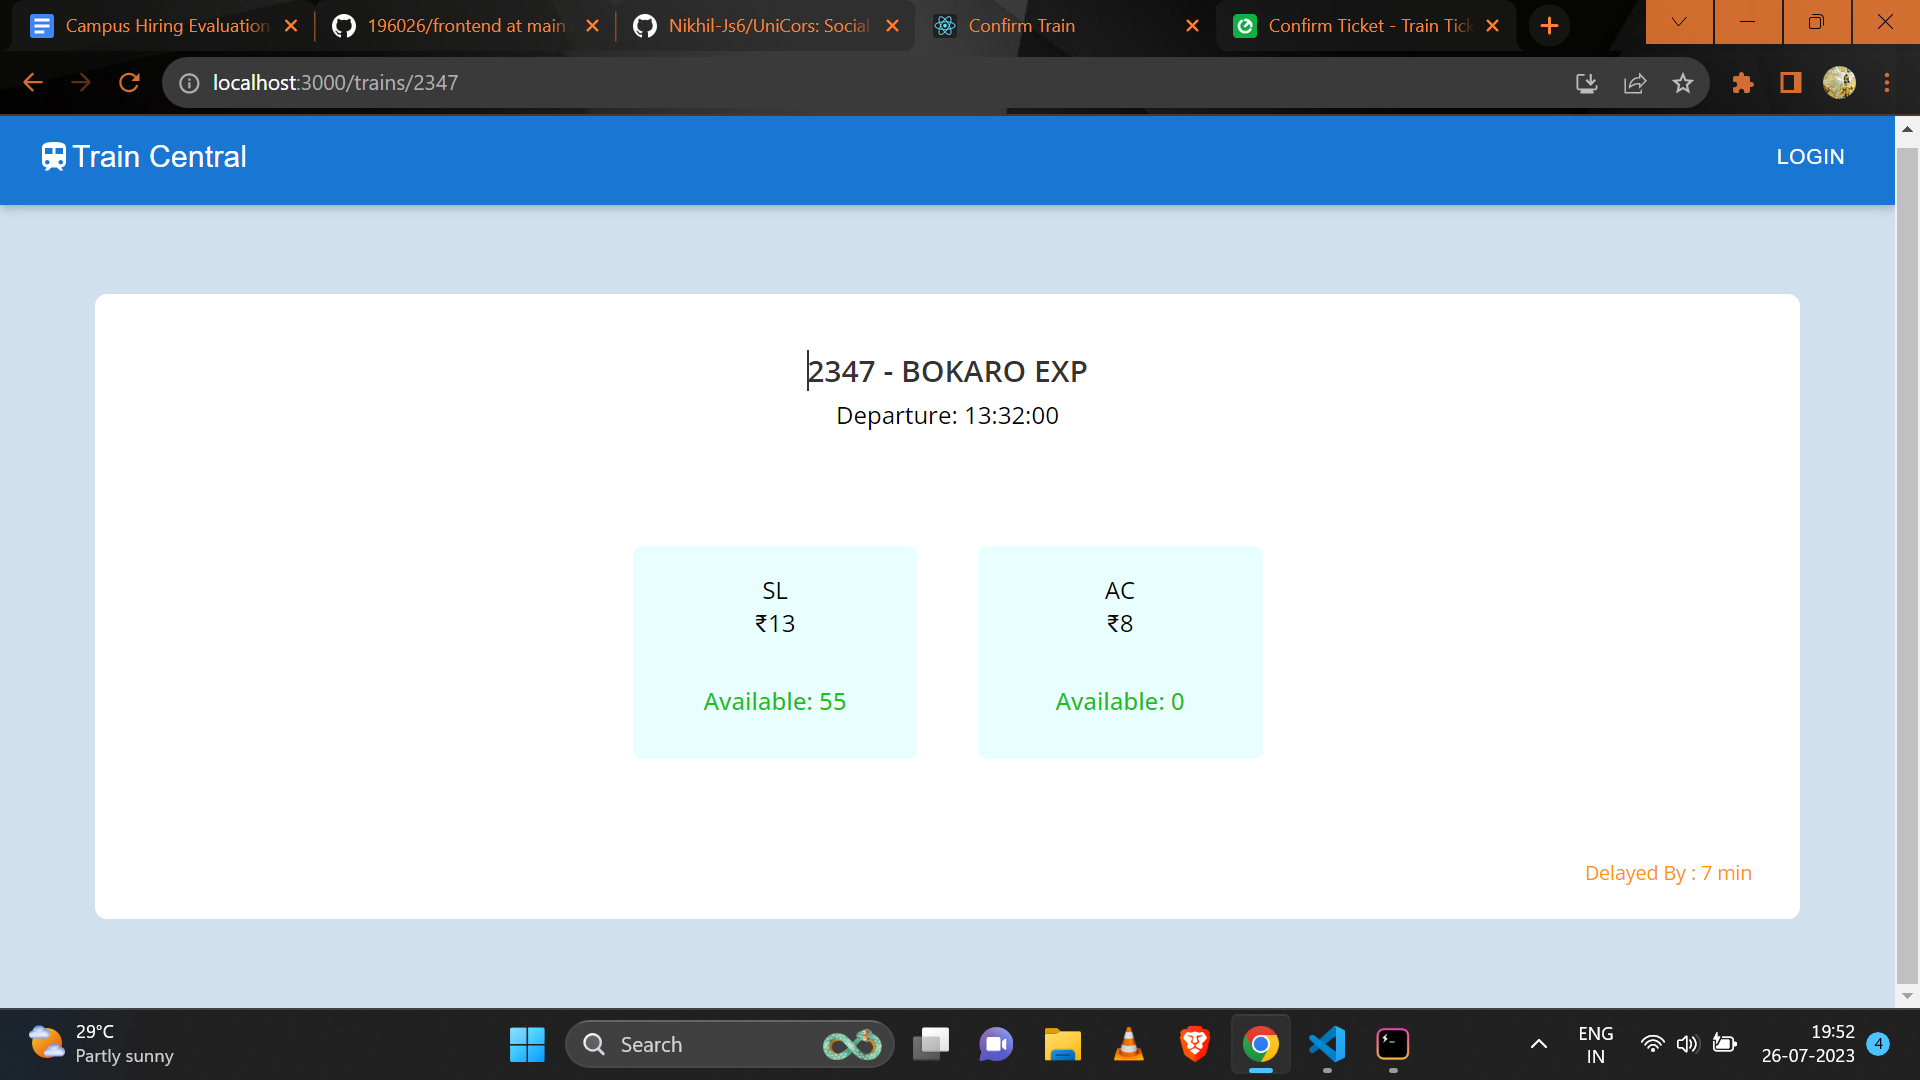 Campus Hiring Evaluation
196026/frontend at main
Nikhil-Js6/UniCors: Social
Confirm Train
Confirm Ticket - Train Tick
localhost:3000/trains/2347
Train Central
LOGIN
2347 - BOKARO EXP
Departure: 13:32:00
SL
₹13
Available: 55
AC
₹8
Available: 0
Delayed By : 7 min
29°C
Partly sunny
Search
ENG
IN
19:52
26-07-2023
4